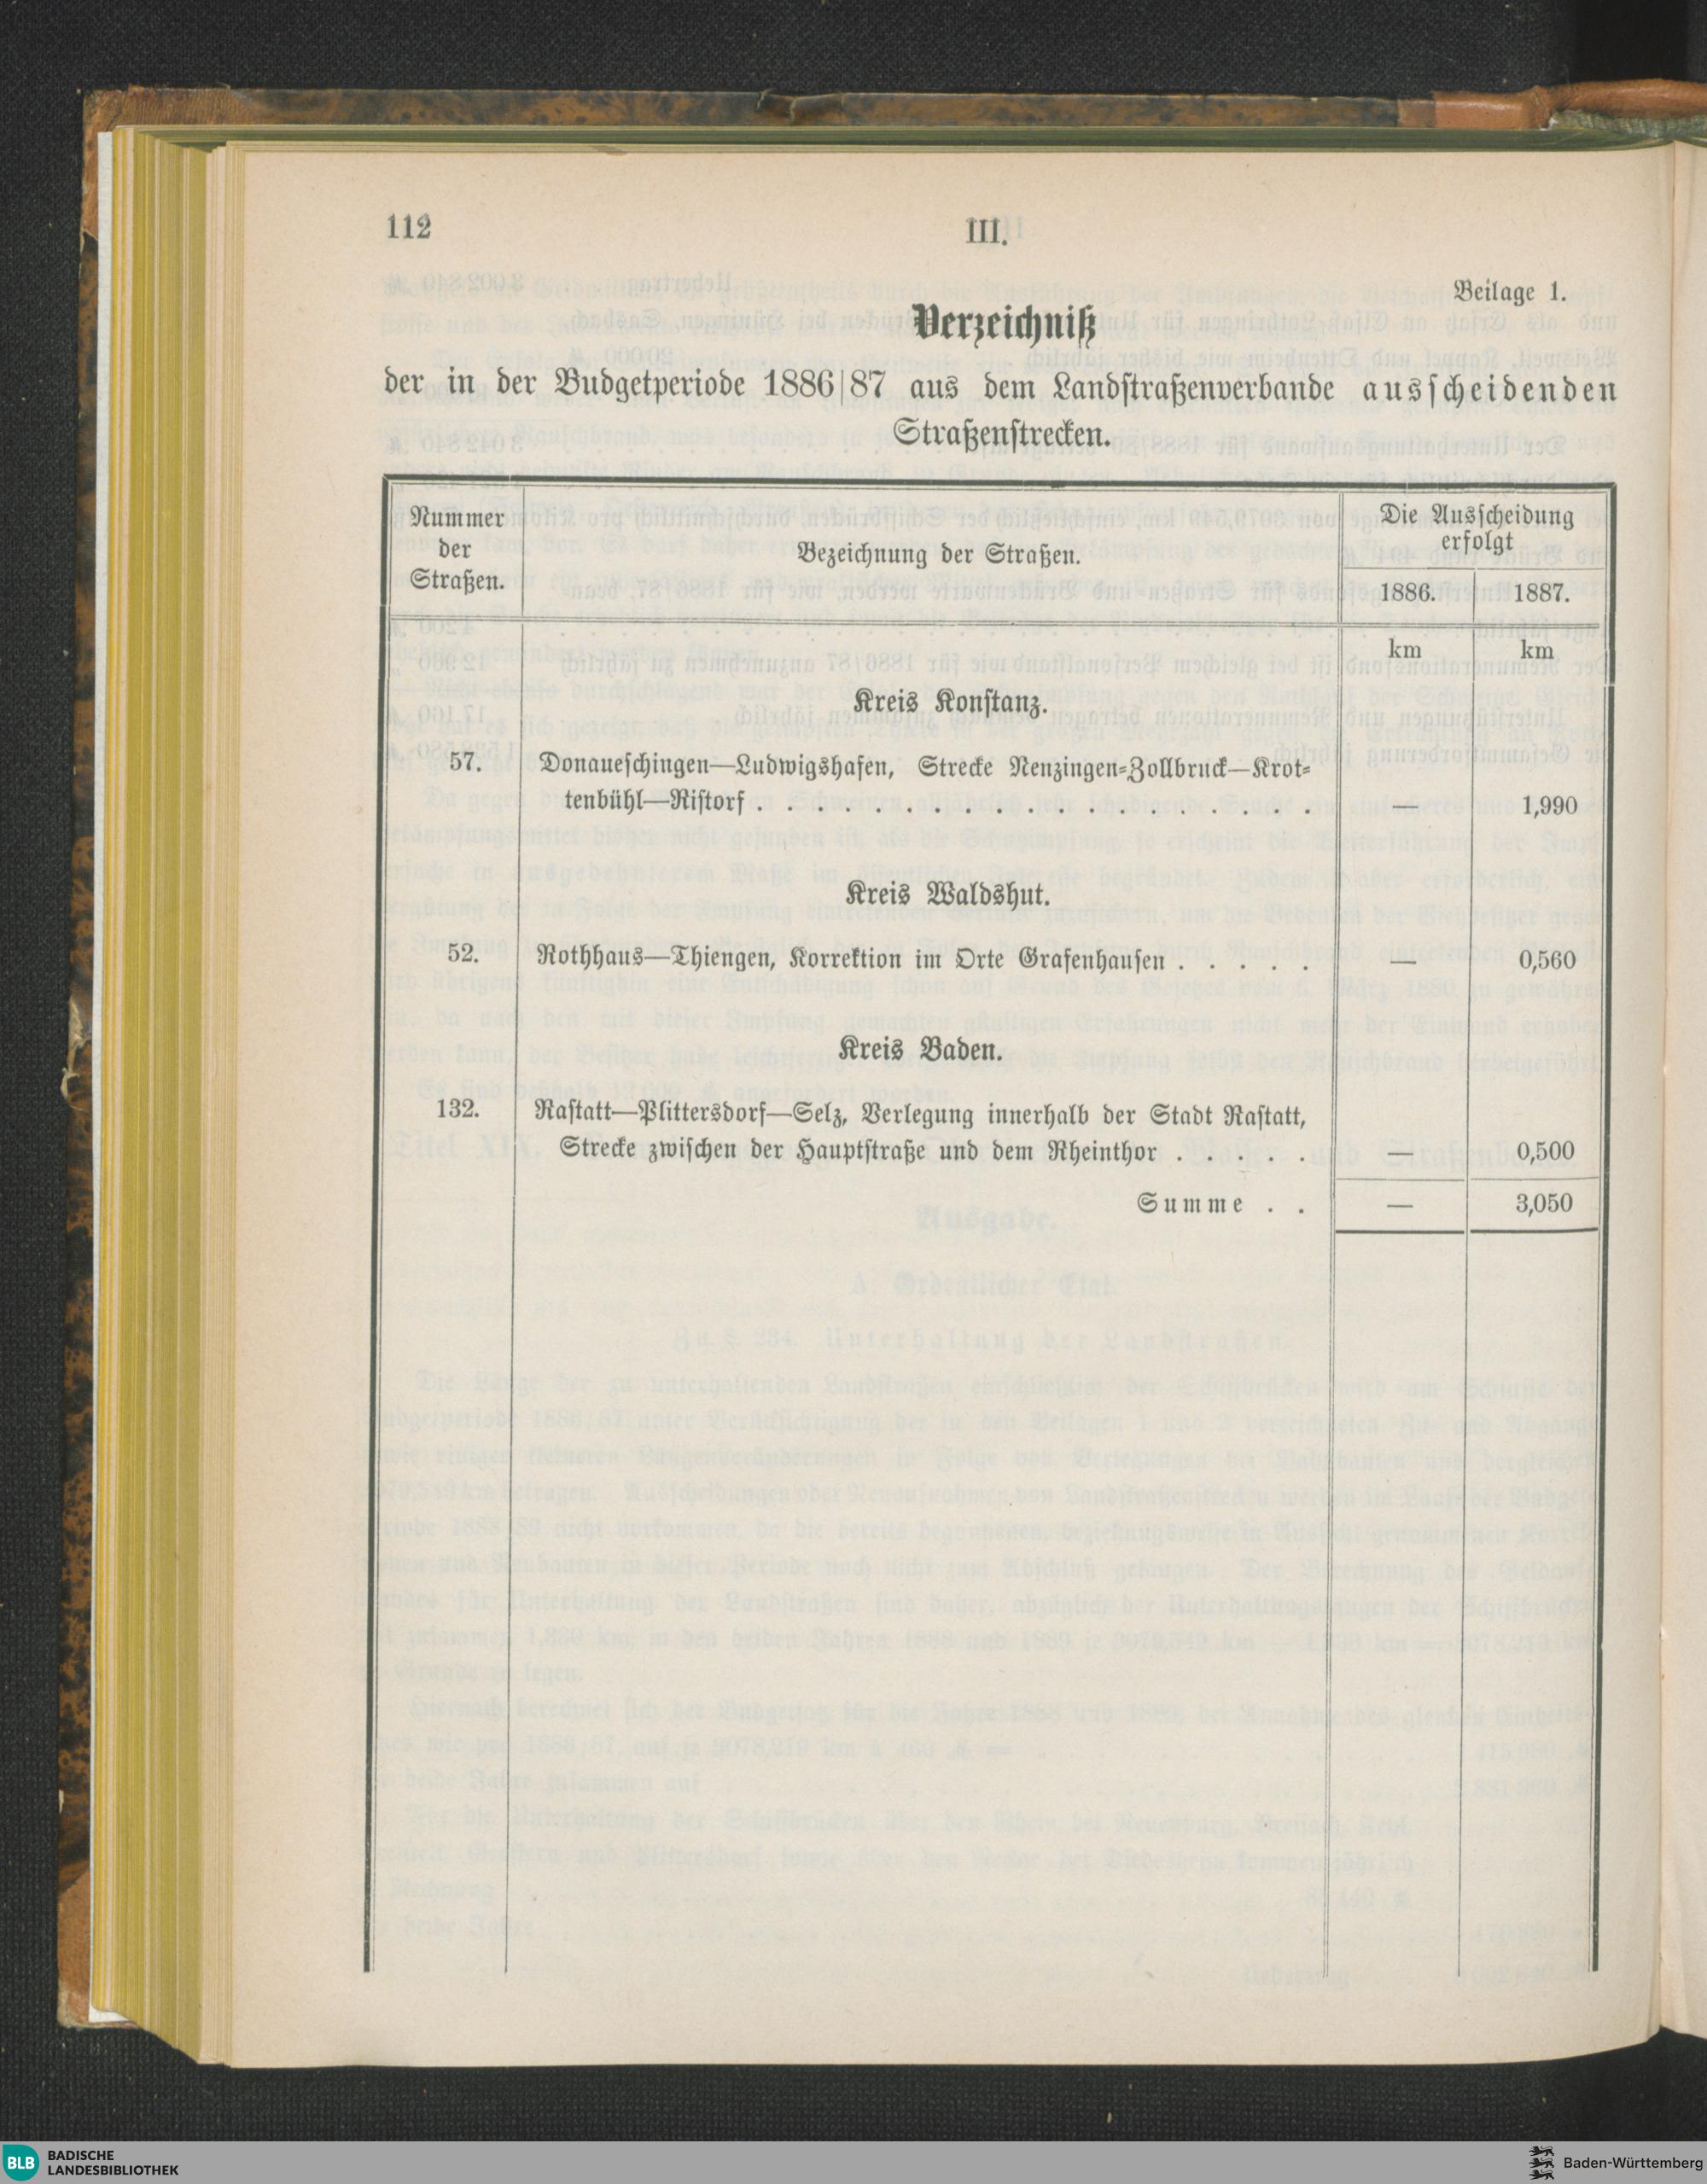 112
III.
Beilage 1.
Verzeichniß
der in der Budgetperiode 1886|87 aus dem Landstraßenverbande ausscheidenden
Straßenstrecken.
Nummer
der
Straßen.
Bezeichnung der Straßen.
Die Ausscheidung
erfolgt
1886. 1887.
km km
Kreis Konstanz.
57. Donaueschingen—Ludwigshafen, Strecke Nenzingen-Zollbruck—Krot-
tenbühl—Ristorf . . . . . . . . . . . . . . . . . . . — 1,990
Kreis Waldshut.
52. Rothhaus—Thiengen, Korrektion im Orte Grafenhausen . . . . . — 0,560
Kreis Baden.
132. Rastatt—Plittersdorf—Selz, Verlegung innerhalb der Stadt Rastatt,
Strecke zwischen der Hauptstraße und dem Rheinthor . . . . . — 0,500
Summe . . — 3,050
BLB BADISCHE
LANDESBIBLIOTHEK
Baden-Württemberg